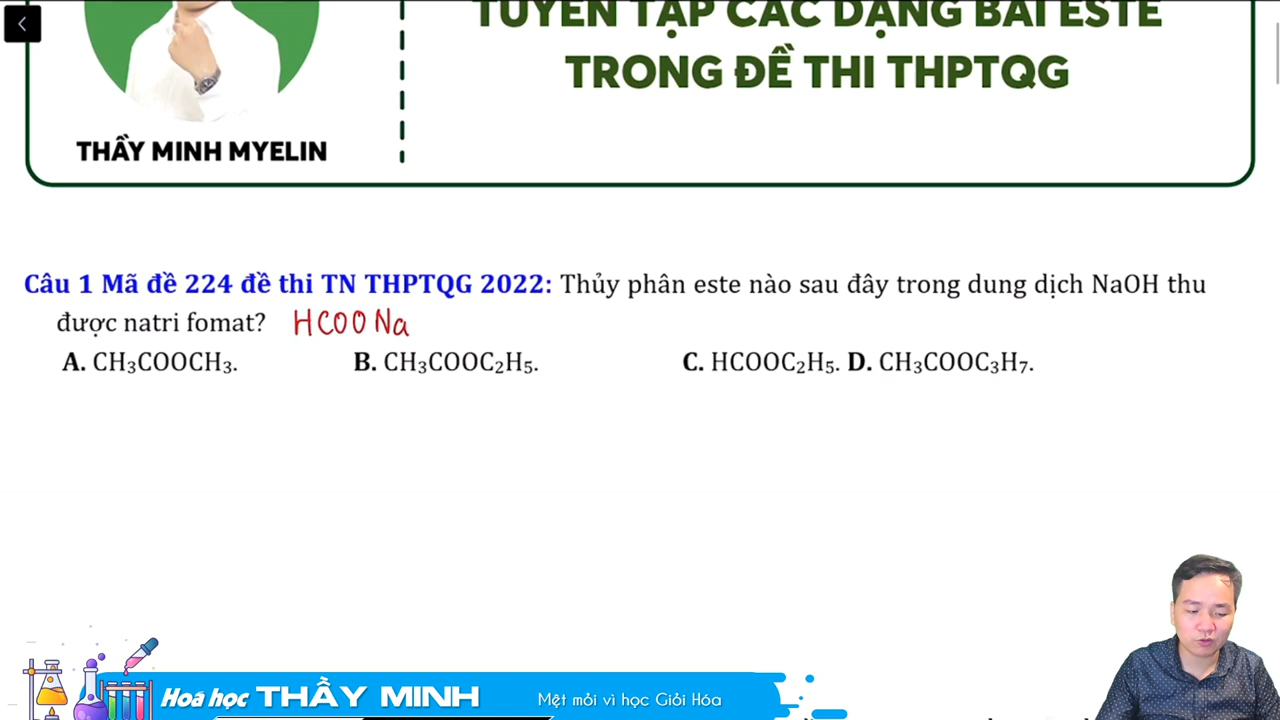 TUYỂN TẬP CÁC DẠNG BÀI ESTE
TRONG ĐỀ THI THPTQG
THẦY MINH MYELIN
Câu 1 Mã đề 224 đề thi TN THPTQG 2022: Thủy phân este nào sau đây trong dung dịch NaOH thu
được natri fomat? HCOONa
A. CH₃COOCH₃. B. CH₃COOC₂H₅. C. HCOOC₂H₅. D. CH₃COOC₃H₇.
Hoá học THẦY MINH Mệt mỏi vì học Giỏi Hóa